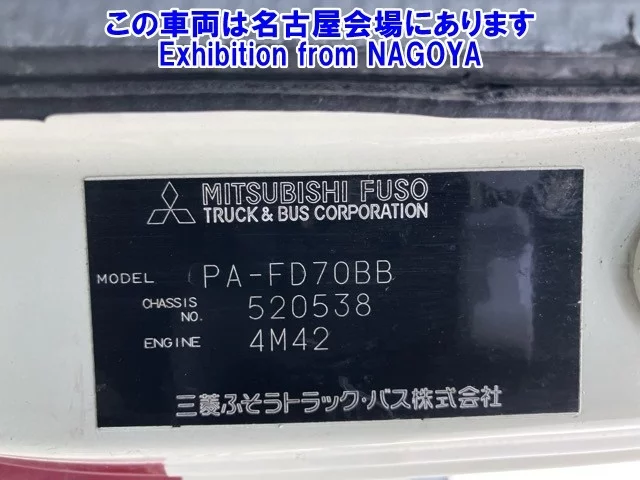 この車両は名古屋会場にあります
Exhibition from NAGOYA
MITSUBISHI FUSO
TRUCK & BUS CORPORATION
MODEL PA-FD70BB
CHASSIS NO. 520538
ENGINE 4M42
三菱ふそうトラック・バス株式会社